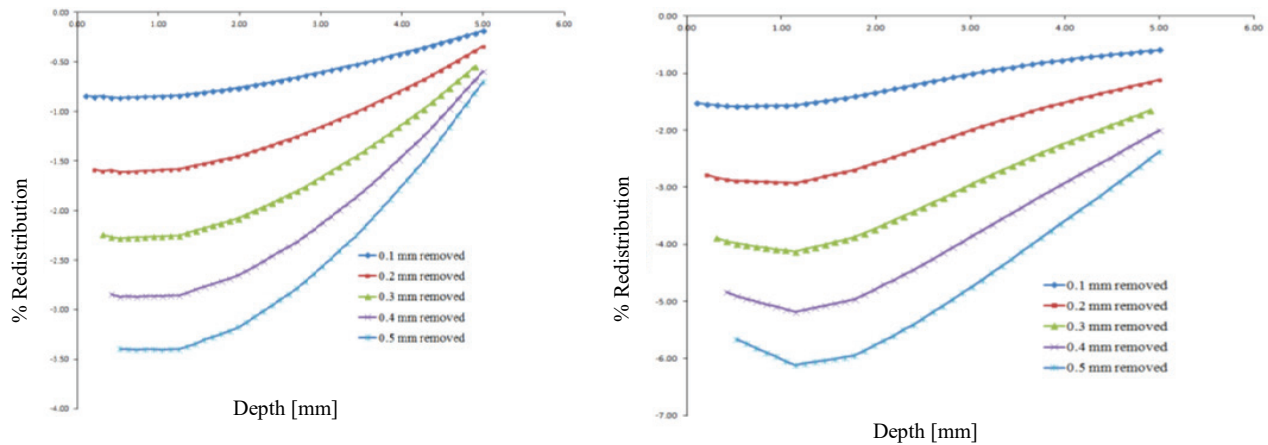 0.00 1.00 2.00 3.00 4.00 5.00 6.00
0.00
-0.50
-1.00
-1.50
-2.00
-2.50
-3.00
-3.50
-4.00
% Redistribution
0.1 mm removed
0.2 mm removed
0.3 mm removed
0.4 mm removed
0.5 mm removed
Depth [mm]
0.00
0.00 1.00 2.00 3.00 4.00 5.00 6.00
-1.00
-2.00
-3.00
-4.00
-5.00
-6.00
-7.00
% Redistribution
0.1 mm removed
0.2 mm removed
0.3 mm removed
0.4 mm removed
0.5 mm removed
Depth [mm]